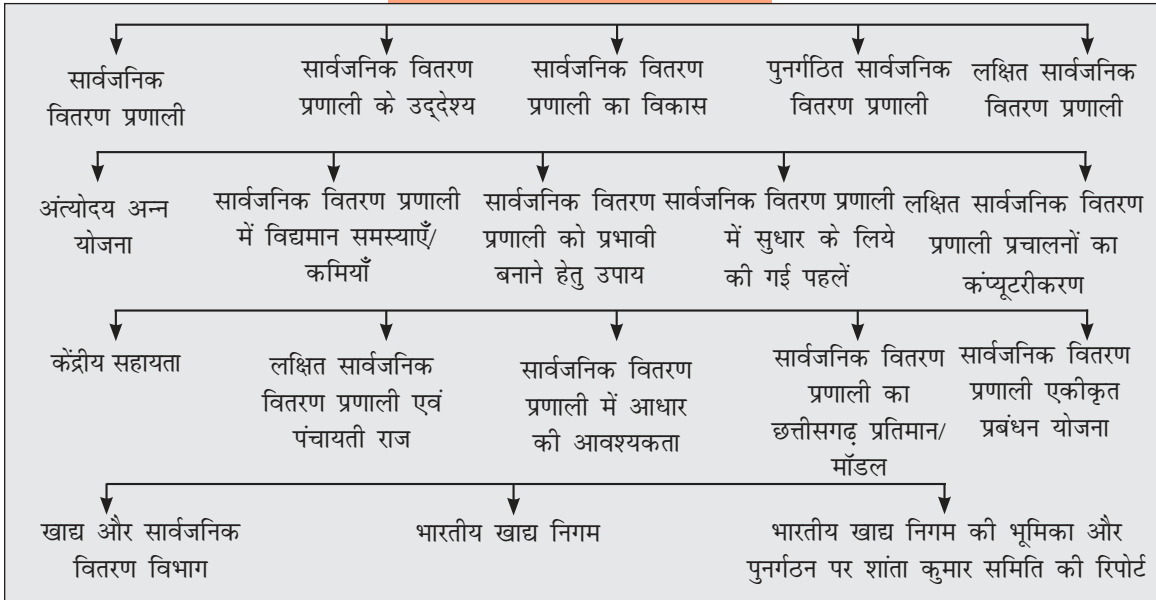 सार्वजनिक
वितरण प्रणाली
सार्वजनिक वितरण
प्रणाली के उद्देश्य
सार्वजनिक वितरण
प्रणाली का विकास
पुनर्गठित सार्वजनिक
वितरण प्रणाली
लक्षित सार्वजनिक
वितरण प्रणाली
अंत्योदय अन्न
योजना
सार्वजनिक वितरण प्रणाली
में विद्यमान समस्याएँ/
कमियाँ
सार्वजनिक वितरण
प्रणाली को प्रभावी
बनाने हेतु उपाय
सार्वजनिक वितरण प्रणाली
में सुधार के लिये
की गई पहलें
लक्षित सार्वजनिक वितरण
प्रणाली प्रचालनों का
कंप्यूटरीकरण
केंद्रीय सहायता
लक्षित सार्वजनिक
वितरण प्रणाली एवं
पंचायती राज
सार्वजनिक वितरण
प्रणाली में आधार
की आवश्यकता
सार्वजनिक वितरण
प्रणाली का
छत्तीसगढ़ प्रतिमान/
मॉडल
सार्वजनिक वितरण
प्रणाली एकीकृत
प्रबंधन योजना
खाद्य और सार्वजनिक
वितरण विभाग
भारतीय खाद्य निगम
भारतीय खाद्य निगम की भूमिका और
पुनर्गठन पर शांता कुमार समिति की रिपोर्ट